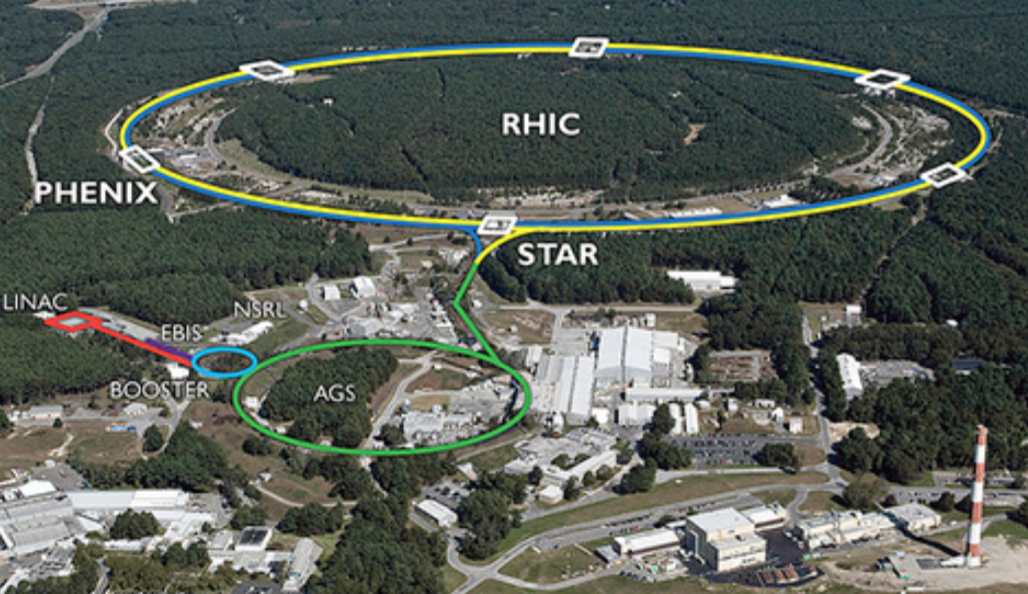 RHIC
PHENIX
STAR
LINAC
NSRL
EBIS
BOOSTER
AGS